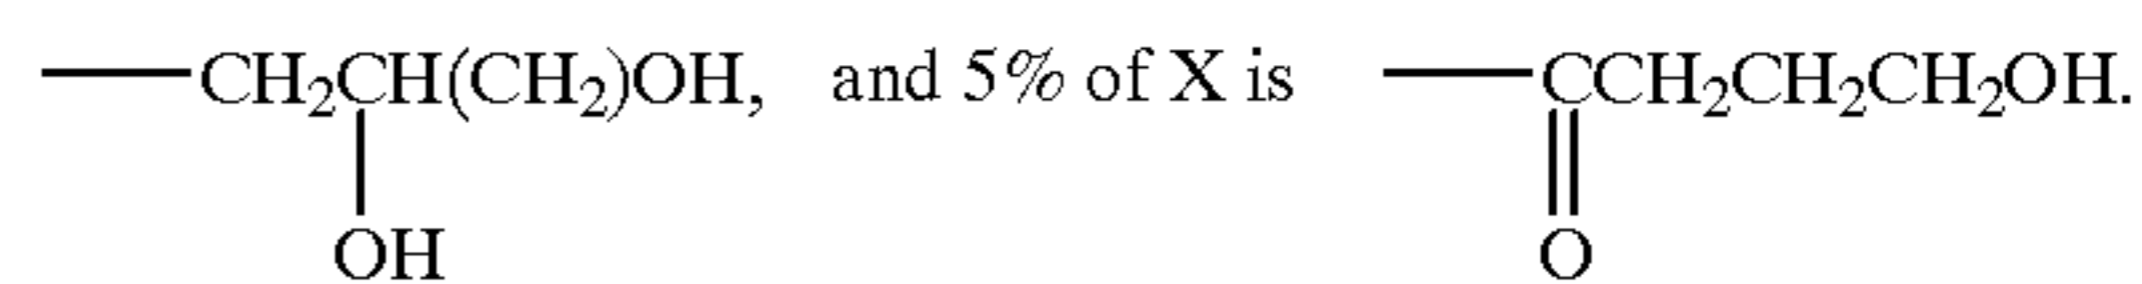 —CH₂CH(CH₂)OH, and 5% of X is —CCH₂CH₂CH₂OH.
OH O